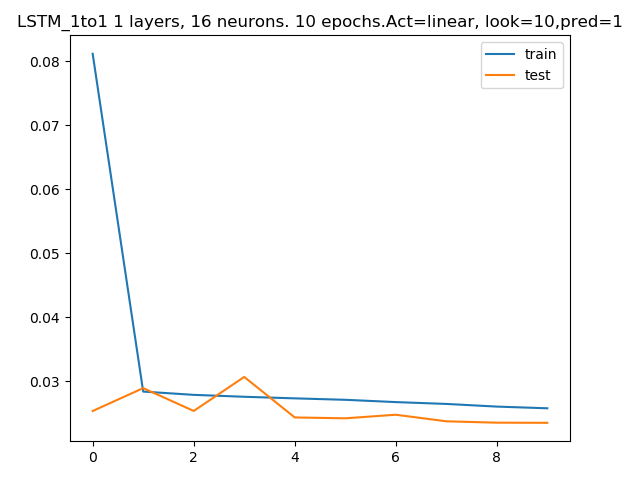 LSTM_1to1 1 layers, 16 neurons. 10 epochs.Act=linear, look=10,pred=1
train
test
0.08
0.07
0.06
0.05
0.04
0.03
0 2 4 6 8